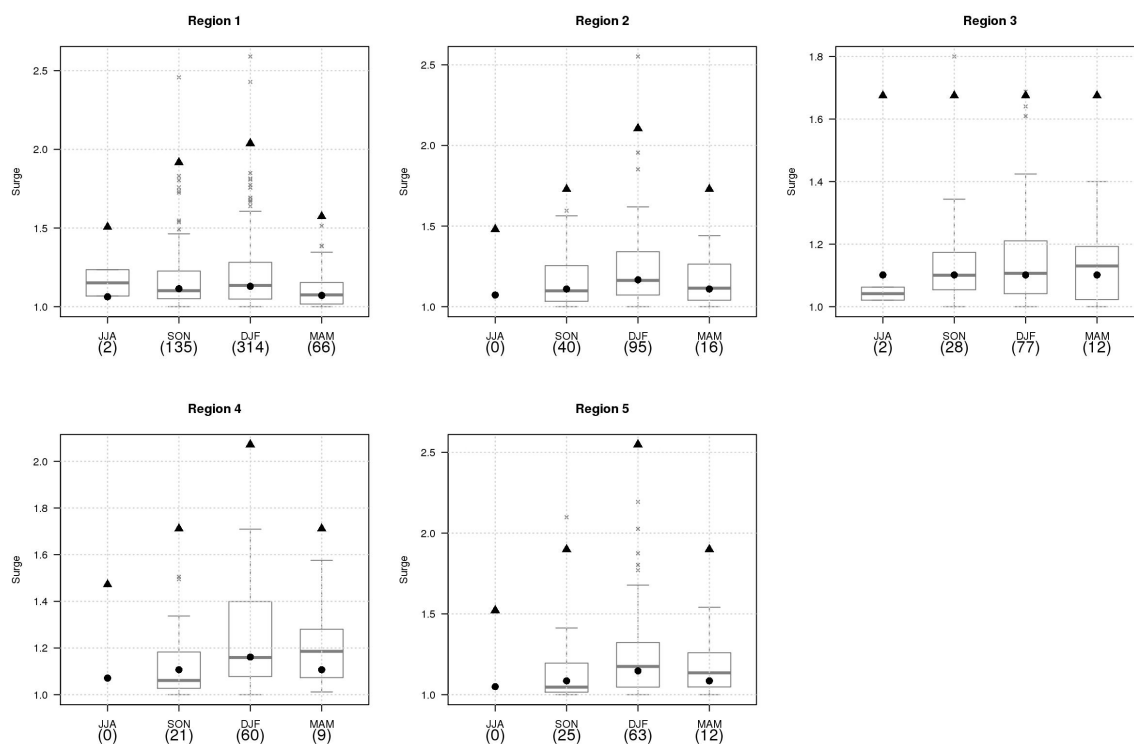 Region 1
Region 2
Region 3
2.5
2.0
1.5
1.0
Surge
JJA SON DJF MAM
(2) (135) (314) (66)
2.5
2.0
1.5
1.0
Surge
JJA SON DJF MAM
(0) (40) (95) (16)
1.8
1.6
1.4
1.2
1.0
Surge
JJA SON DJF MAM
(2) (28) (77) (12)
Region 4
Region 5
2.0
1.8
1.6
1.4
1.2
1.0
Surge
JJA SON DJF MAM
(0) (21) (60) (9)
2.5
2.0
1.5
1.0
Surge
JJA SON DJF MAM
(0) (25) (63) (12)